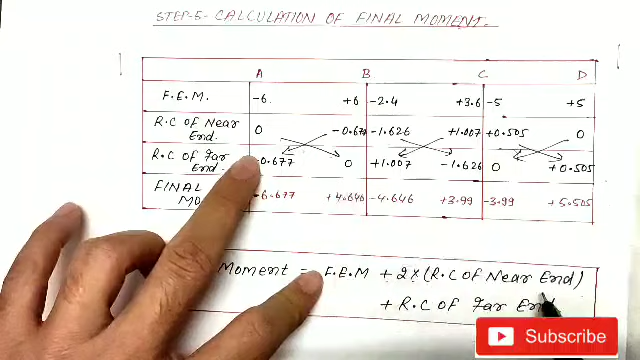 STEP-5- CALCULATION OF FINAL MOMENT.
A B C D
F.E.M. -6. +6 -2.4 +3.6 -5 +5
R.C OF Near End. 0 -0.677 -1.626 +1.007 +0.505 0
R.C OF Far End. -0.677 0 +1.007 -1.626 0 +0.505
FINAL -6.677 +4.646 -4.646 +3.99 -3.99 +5.505
Moment = F.E.M + 2×(R.C OF Near End)
+ R.C OF Far End
SUBSCRIBE